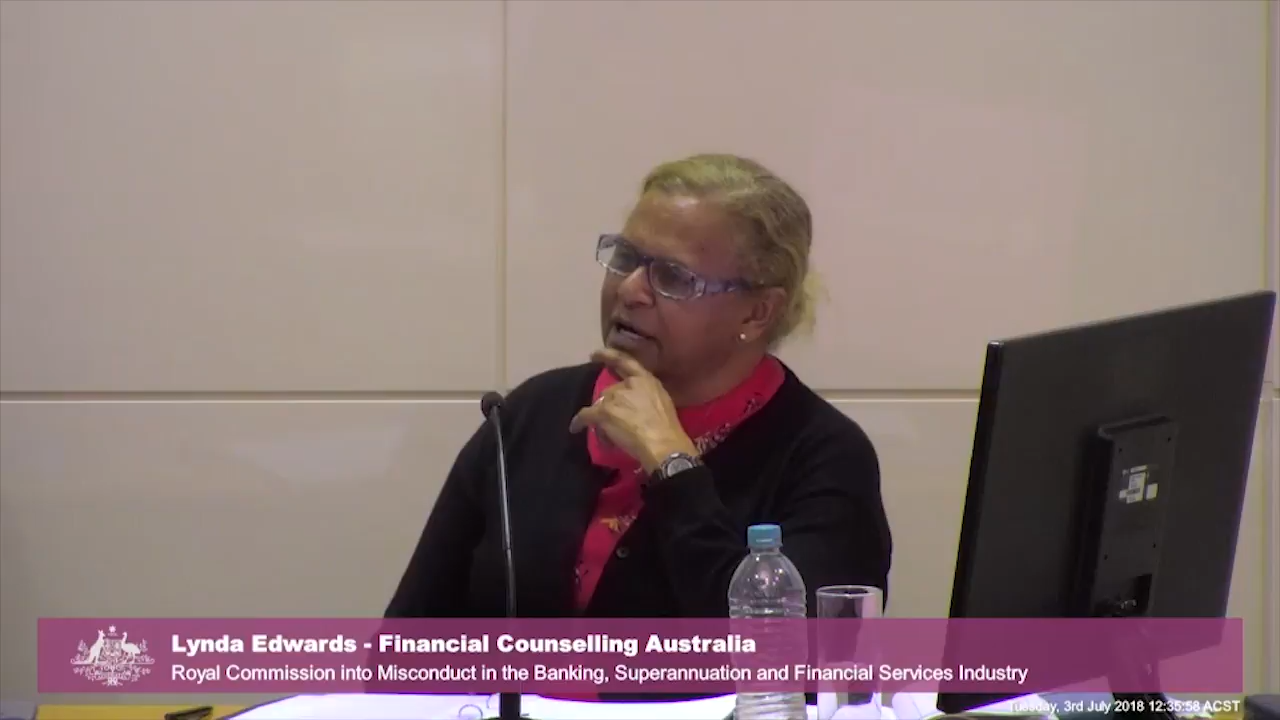 Lynda Edwards - Financial Counselling Australia
Royal Commission into Misconduct in the Banking, Superannuation and Financial Services Industry
Tuesday, 3rd July 2018 12:35:58 ACST